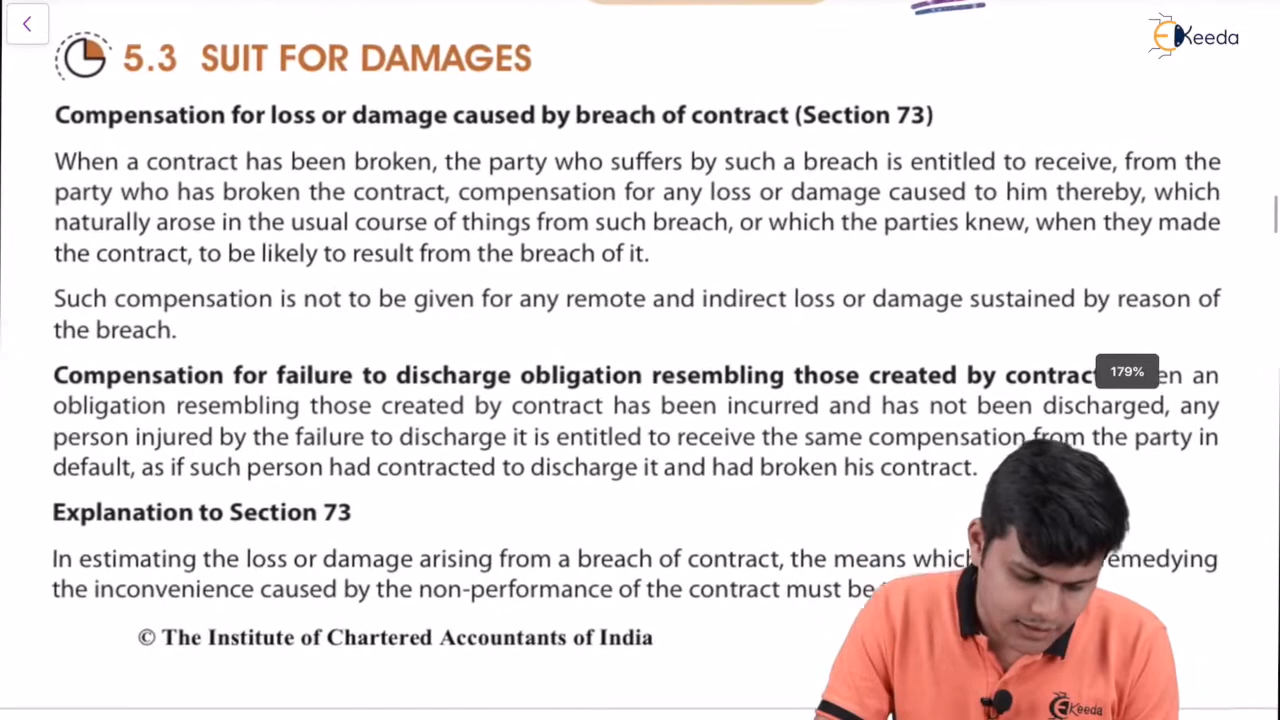 EKeeda
5.3 SUIT FOR DAMAGES
Compensation for loss or damage caused by breach of contract (Section 73)
When a contract has been broken, the party who suffers by such a breach is entitled to receive, from the
party who has broken the contract, compensation for any loss or damage caused to him thereby, which
naturally arose in the usual course of things from such breach, or which the parties knew, when they made
the contract, to be likely to result from the breach of it.
Such compensation is not to be given for any remote and indirect loss or damage sustained by reason of
the breach.
Compensation for failure to discharge obligation resembling those created by contract 179% en an
obligation resembling those created by contract has been incurred and has not been discharged, any
person injured by the failure to discharge it is entitled to receive the same compensation from the party in
default, as if such person had contracted to discharge it and had broken his contract.
Explanation to Section 73
In estimating the loss or damage arising from a breach of contract, the means which emedying
the inconvenience caused by the non-performance of the contract must be
© The Institute of Chartered Accountants of India
EKeeda